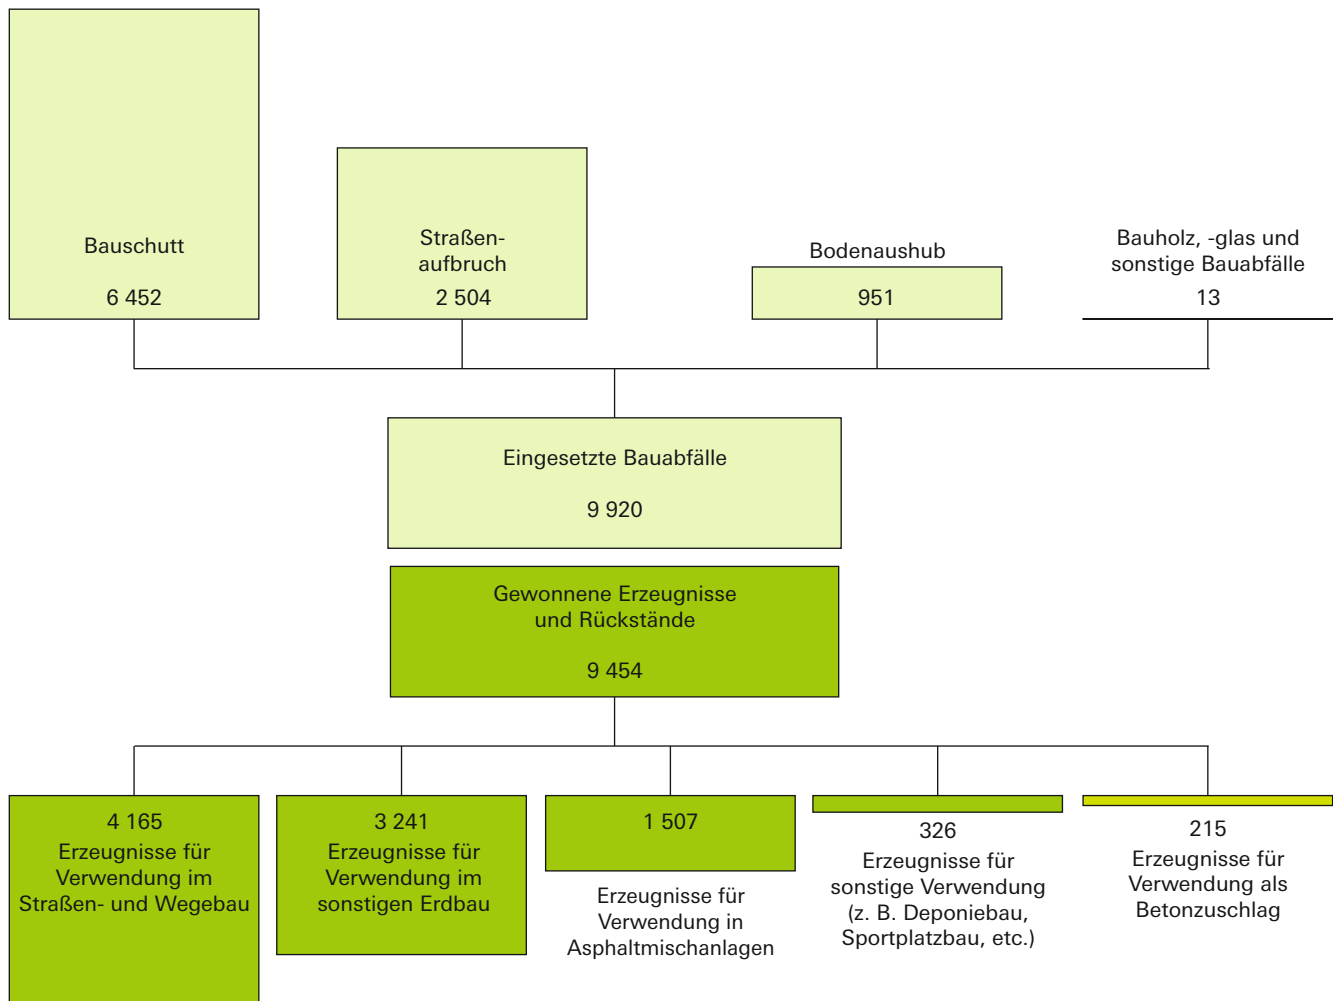 Bauschutt
6 452
Straßen-
aufbruch
2 504
Bodenaushub
951
Bauholz, -glas und
sonstige Bauabfälle
13
Eingesetzte Bauabfälle
9 920
Gewonnene Erzeugnisse
und Rückstände
9 454
4 165
Erzeugnisse für
Verwendung im
Straßen- und Wegebau
3 241
Erzeugnisse für
Verwendung im
sonstigen Erdbau
1 507
Erzeugnisse für
Verwendung in
Asphaltmischanlagen
326
Erzeugnisse für
sonstige Verwendung
(z. B. Deponiebau,
Sportplatzbau, etc.)
215
Erzeugnisse für
Verwendung als
Betonzuschlag